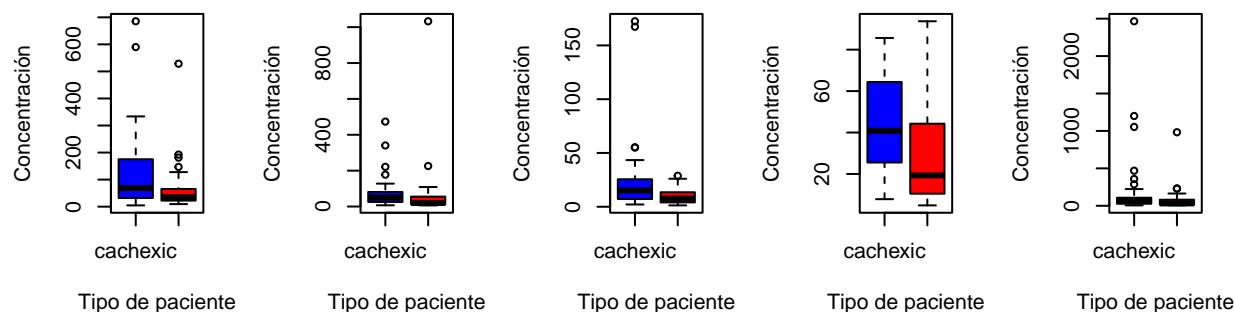 Concentración
0
200
400
600
cachexic
Tipo de paciente
Concentración
0
400
800
cachexic
Tipo de paciente
Concentración
0
50
100
150
cachexic
Tipo de paciente
Concentración
20
60
cachexic
Tipo de paciente
Concentración
0
1000
2000
cachexic
Tipo de paciente